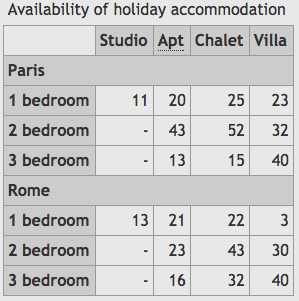 Availability of holiday accommodation
Studio Apt Chalet Villa
Paris
1 bedroom 11 20 25 23
2 bedroom - 43 52 32
3 bedroom - 13 15 40
Rome
1 bedroom 13 21 22 3
2 bedroom - 23 43 30
3 bedroom - 16 32 40